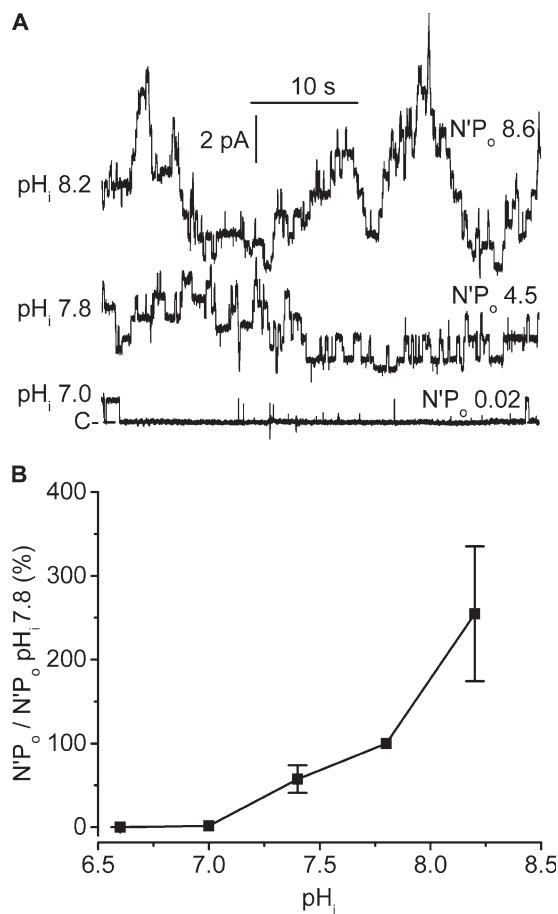 A
10 s
2 pA
N'Po 8.6
pHi 8.2
pHi 7.8
N'Po 4.5
pHi 7.0
N'Po 0.02
C-
B
400
300
200
100
0
N'Po / N'Po pHi 7.8 (%)
6.5 7.0 7.5 8.0 8.5
pHi